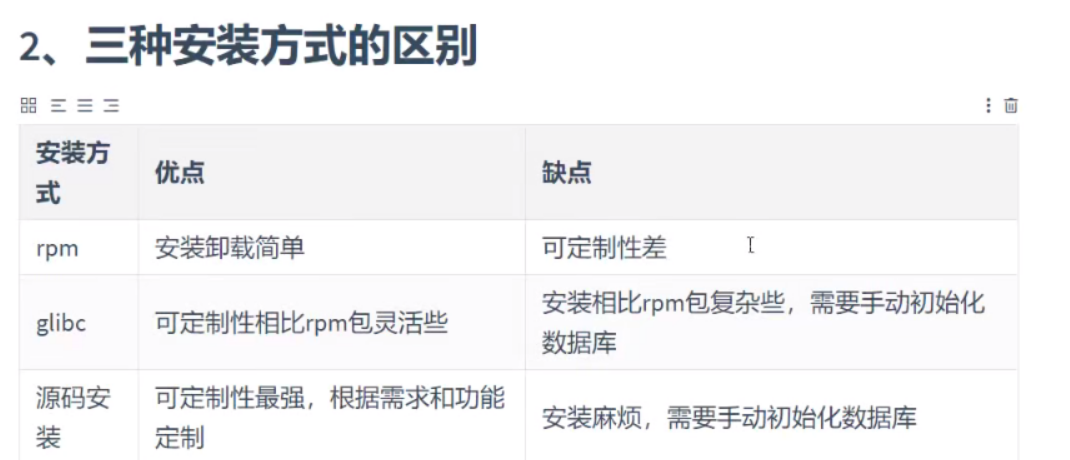 2、三种安装方式的区别
安装方
式
优点
缺点
rpm
安装卸载简单
可定制性差
glibc
可定制性相比rpm包灵活些
安装相比rpm包复杂些，需要手动初始化
数据库
源码安
装
可定制性最强，根据需求和功能
定制
安装麻烦，需要手动初始化数据库